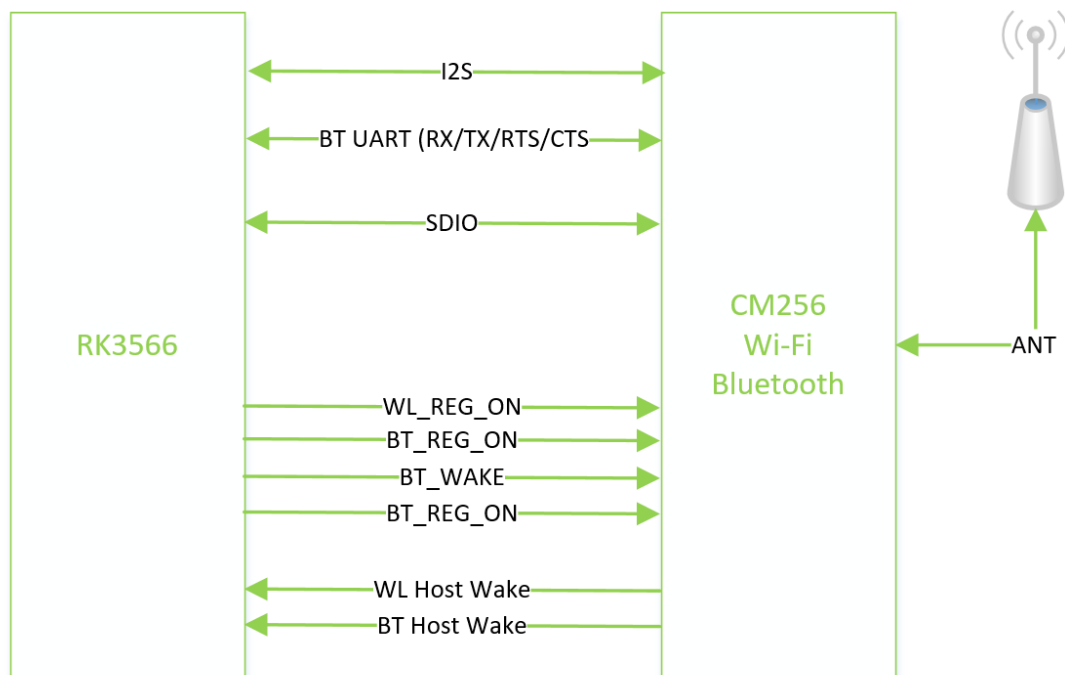 I2S
BT UART (RX/TX/RTS/CTS
SDIO
RK3566
CM256
Wi-Fi
Bluetooth
ANT
WL_REG_ON
BT_REG_ON
BT_WAKE
BT_REG_ON
WL Host Wake
BT Host Wake